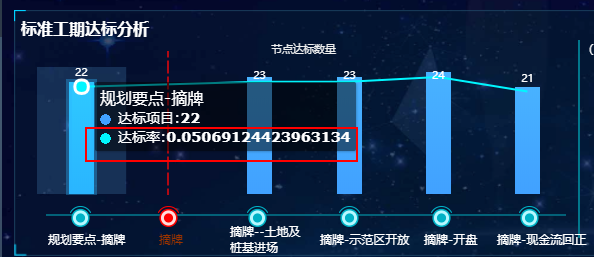 标准工期达标分析
节点达标数量
22
23
23
24
21
规划要点-摘牌
达标项目:22
达标率:0.05069124423963134
规划要点-摘牌
摘牌
摘牌--土地及
桩基进场
摘牌-示范区开放
摘牌-开盘
摘牌-现金流回正
(